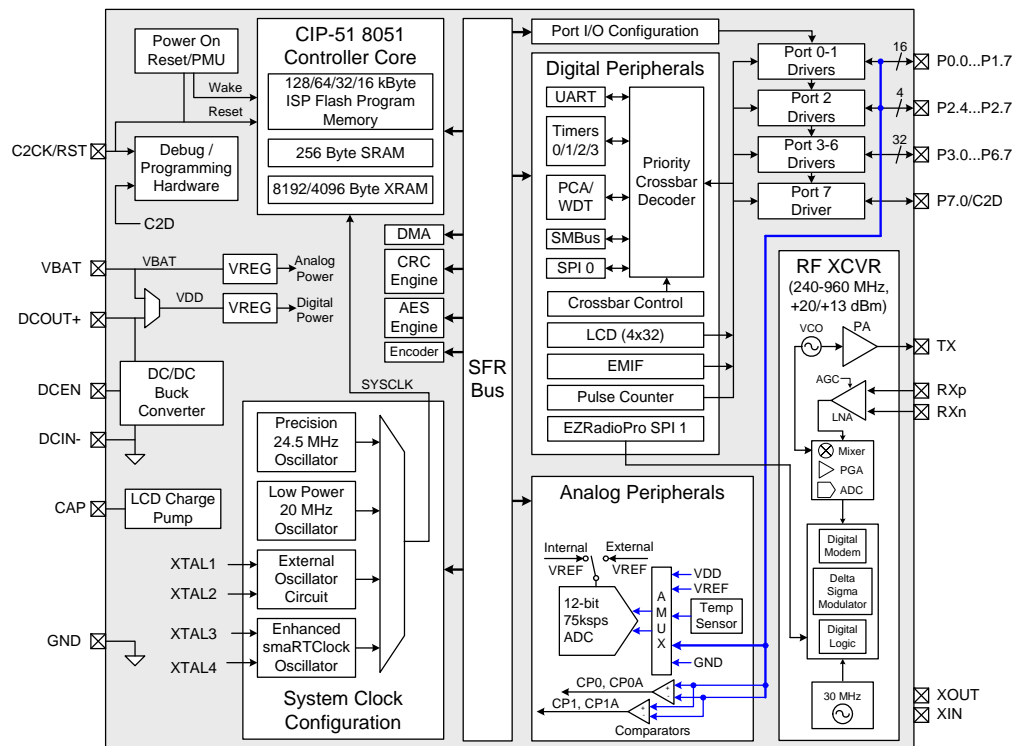 Power On
Reset/PMU
Wake
Reset
C2CK/RST
Debug /
Programming
Hardware
C2D
CIP-51 8051
Controller Core
128/64/32/16 kByte
ISP Flash Program
Memory
256 Byte SRAM
8192/4096 Byte XRAM
VBAT
VBAT
VREG
Analog
Power
VDD
VREG
Digital
Power
DCOUT+
DCEN
DC/DC
Buck
Converter
DCIN-
CAP
LCD Charge
Pump
XTAL1
XTAL2
XTAL3
XTAL4
GND
DMA
CRC
Engine
AES
Engine
Encoder
SYSCLK
Precision
24.5 MHz
Oscillator
Low Power
20 MHz
Oscillator
External
Oscillator
Circuit
Enhanced
smaRTClock
Oscillator
System Clock
Configuration
SFR
Bus
Port I/O Configuration
Digital Peripherals
UART
Timers
0/1/2/3
PCA/
WDT
SMBus
SPI 0
Priority
Crossbar
Decoder
Crossbar Control
LCD (4x32)
EMIF
Pulse Counter
EZRadioPro SPI 1
Port 0-1
Drivers
Port 2
Drivers
Port 3-6
Drivers
Port 7
Driver
16
P0.0...P1.7
4
P2.4...P2.7
32
P3.0...P6.7
P7.0/C2D
Analog Peripherals
Internal
VREF
External
VREF
12-bit
75ksps
ADC
A
M
U
X
VDD
VREF
Temp
Sensor
GND
CP0, CP0A
+
-
CP1, CP1A
+
-
Comparators
RF XCVR
(240-960 MHz,
+20/+13 dBm)
VCO
PA
TX
AGC
LNA
RXp
RXn
Mixer
PGA
ADC
Digital
Modem
Delta
Sigma
Modulator
Digital
Logic
30 MHz
XOUT
XIN